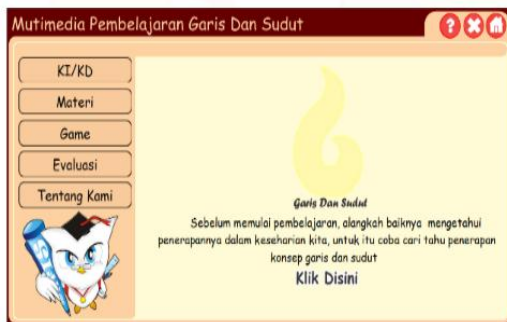 Mutimedia Pembelajaran Garis Dan Sudut
KI/KD
Materi
Game
Evaluasi
Tentang Kami
Garis Dan Sudut
Sebelum memulai pembelajaran, alangkah baiknya mengetahui
penerapannya dalam keseharian kita, untuk itu coba cari tahu penerapan
konsep garis dan sudut
Klik Disini